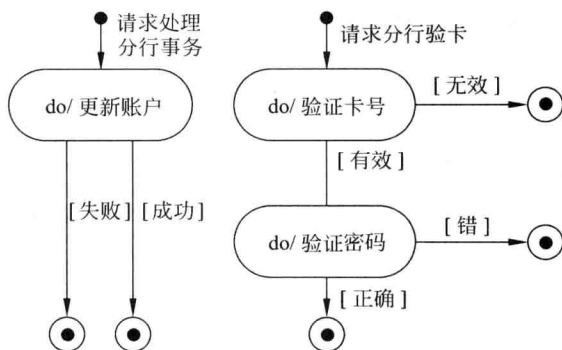 请求处理
分行事务
do/ 更新账户
[失败]
[成功]
请求分行验卡
do/ 验证卡号
[无效]
[有效]
do/ 验证密码
[错]
[正确]